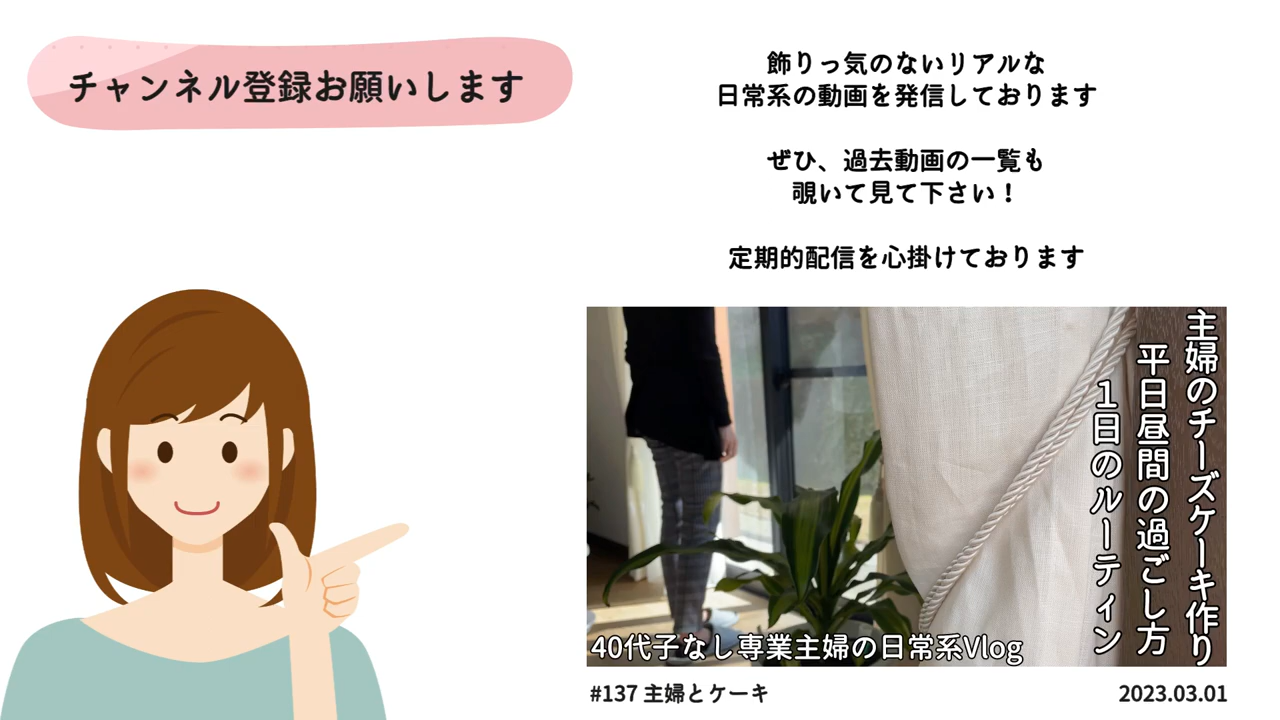 チャンネル登録お願いします
飾りっ気のないリアルな
日常系の動画を発信しております
ぜひ、過去動画の一覧も
覗いて見て下さい！
定期的配信を心掛けております
主婦のチーズケーキ作り
平日昼間の過ごし方
１日のルーティン
40代子なし専業主婦の日常系Vlog
#137 主婦とケーキ
2023.03.01